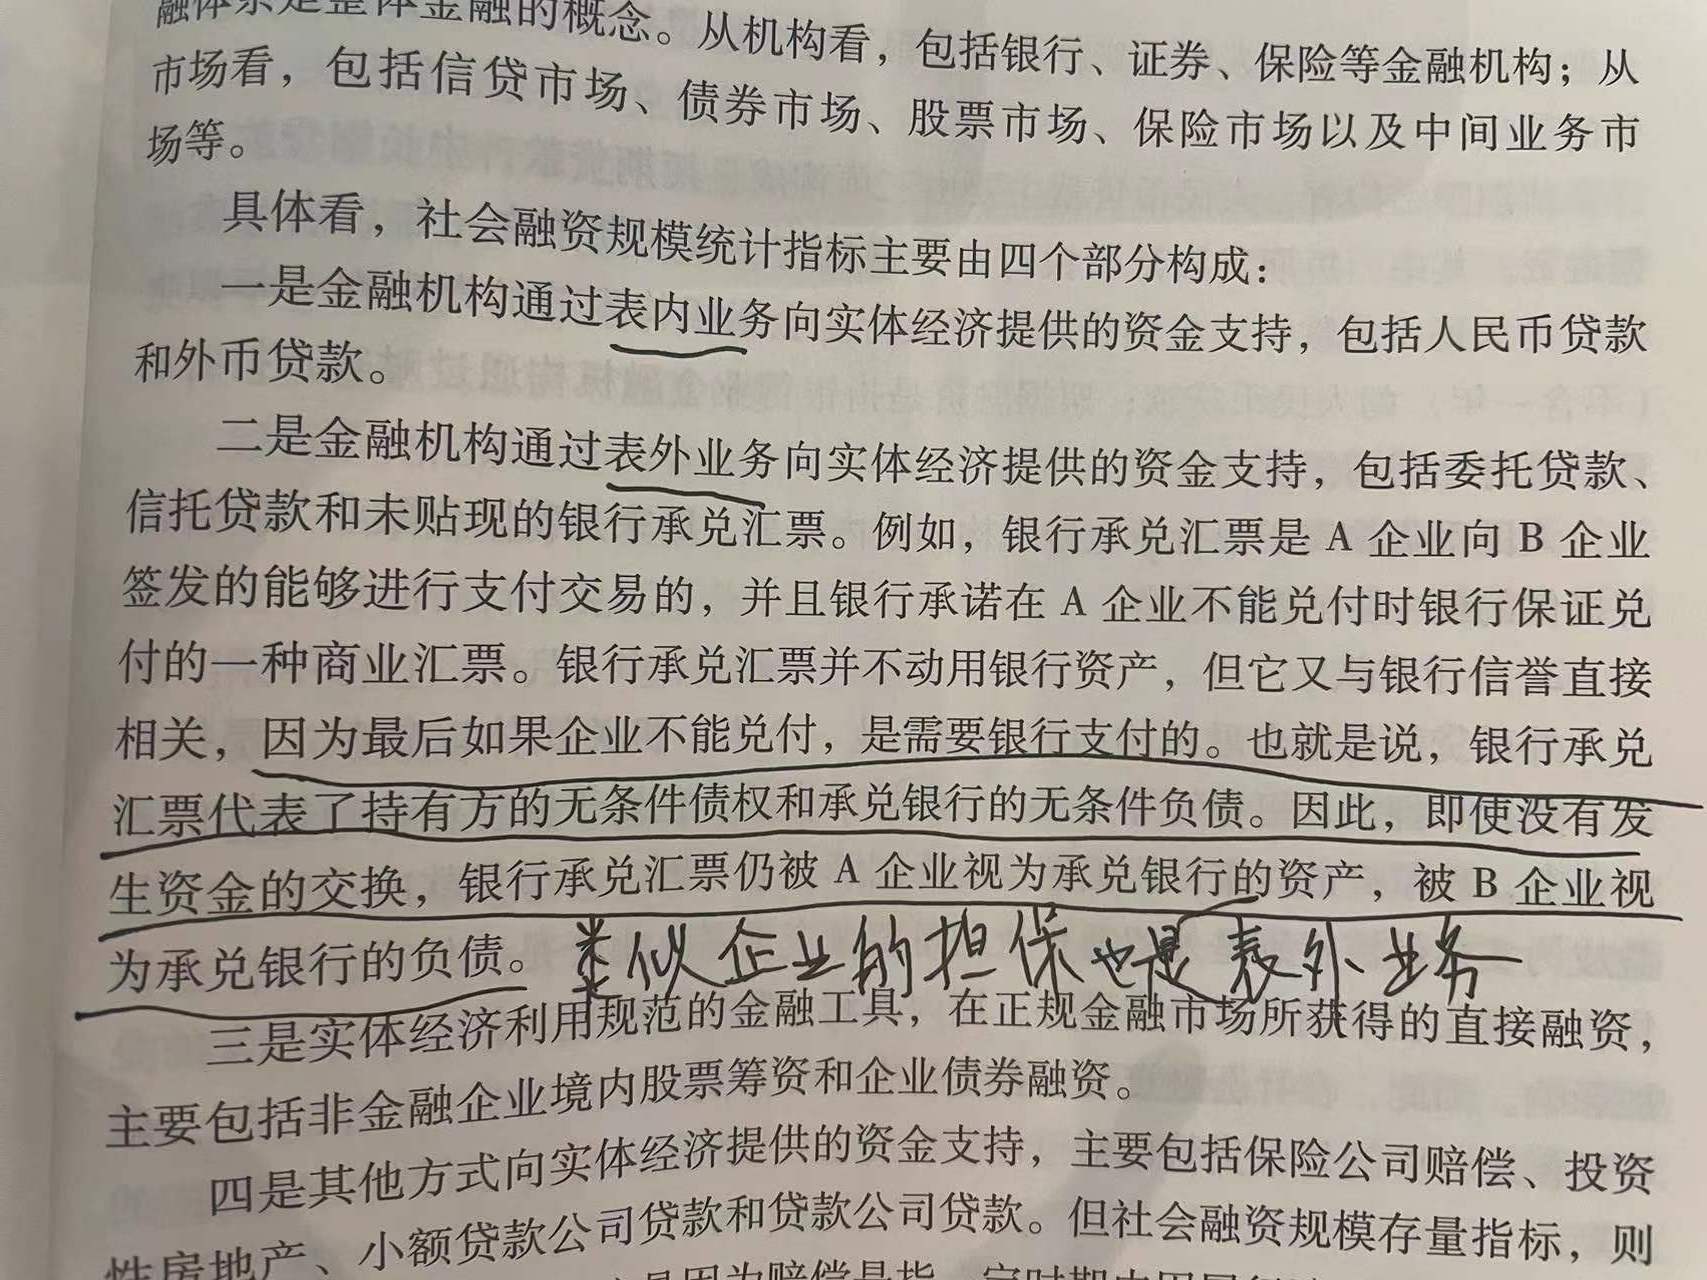 融体系是整体金融的概念。从机构看，包括银行、证券、保险等金融机构；从
市场看，包括信贷市场、债券市场、股票市场、保险市场以及中间业务市
场等。
具体看，社会融资规模统计指标主要由四个部分构成：
一是金融机构通过表内业务向实体经济提供的资金支持，包括人民币贷款
和外币贷款。
二是金融机构通过表外业务向实体经济提供的资金支持，包括委托贷款、
信托贷款和未贴现的银行承兑汇票。例如，银行承兑汇票是 A 企业向 B 企业
签发的能够进行支付交易的，并且银行承诺在 A 企业不能兑付时银行保证兑
付的一种商业汇票。银行承兑汇票并不动用银行资产，但它又与银行信誉直接
相关，因为最后如果企业不能兑付，是需要银行支付的。也就是说，银行承兑
汇票代表了持有方的无条件债权和承兑银行的无条件负债。因此，即使没有发
生资金的交换，银行承兑汇票仍被 A 企业视为承兑银行的资产，被 B 企业视
为承兑银行的负债。
类似企业的担保也是表外业务
三是实体经济利用规范的金融工具，在正规金融市场所获得的直接融资，
主要包括非金融企业境内股票筹资和企业债券融资。
四是其他方式向实体经济提供的资金支持，主要包括保险公司赔偿、投资
性房地产、小额贷款公司贷款和贷款公司贷款。但社会融资规模存量指标，则